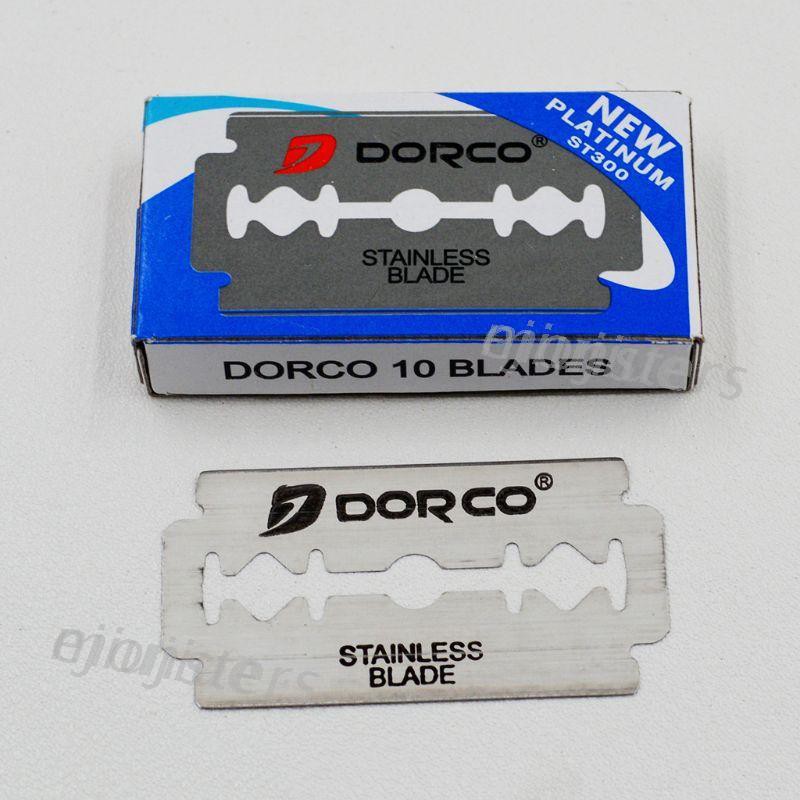 NEW
PLATINUM
ST300
DORCO®
STAINLESS
BLADE
DORCO 10 BLADES
DORCO®
STAINLESS
BLADE